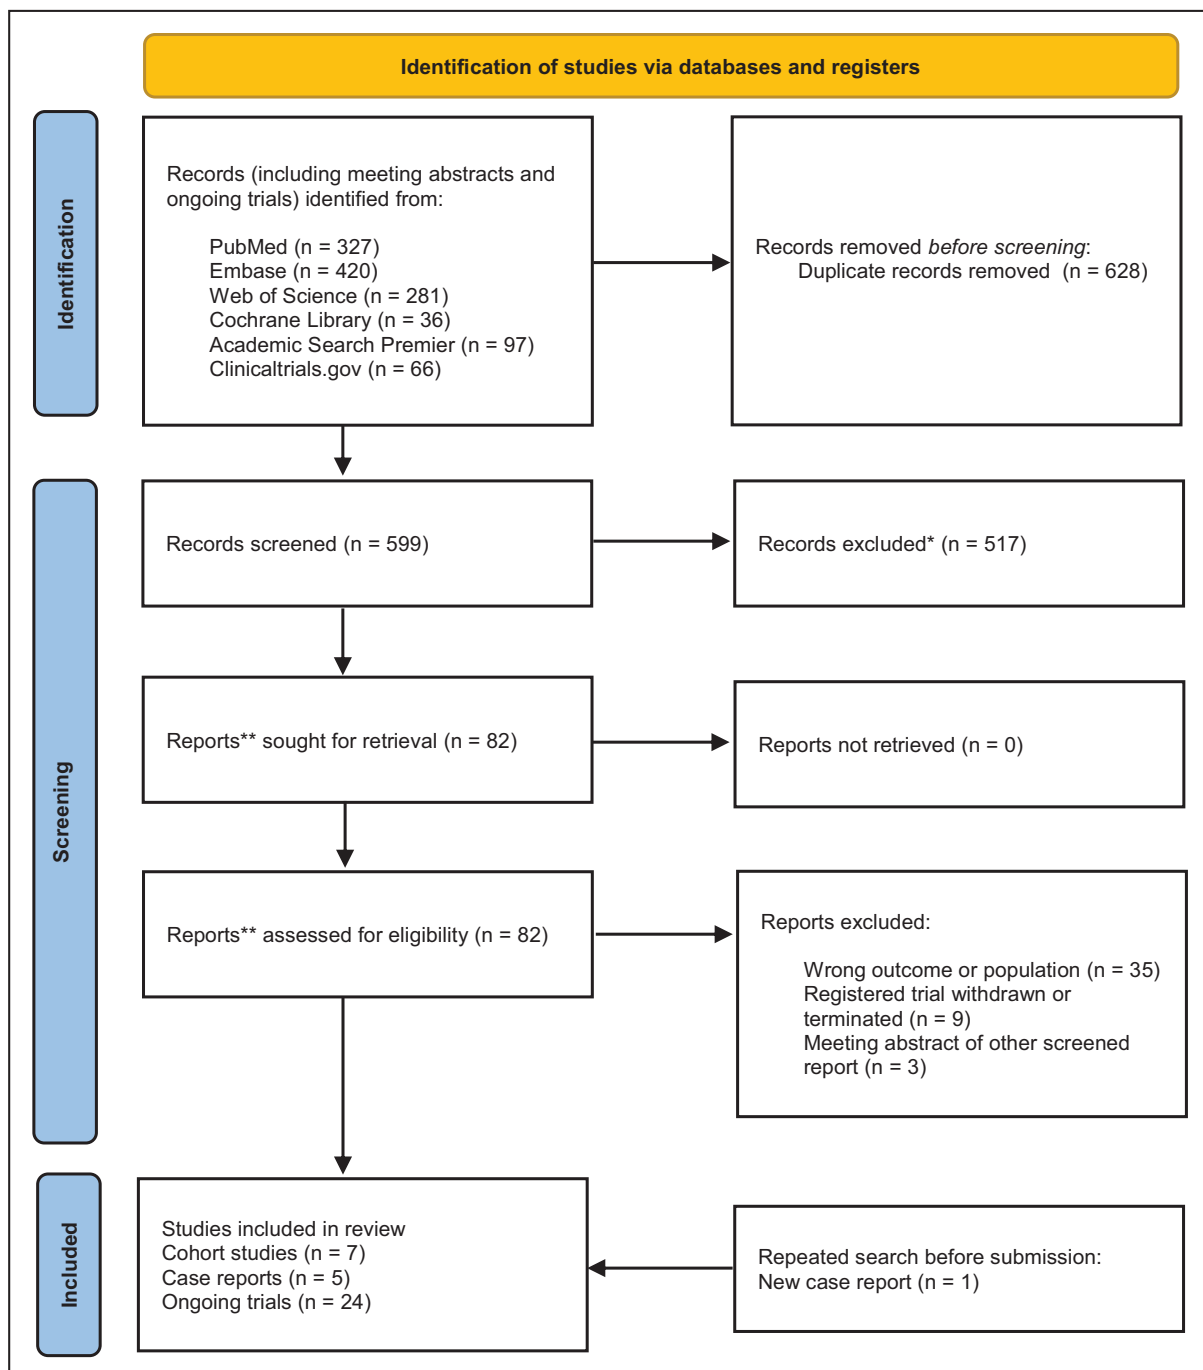 Identification of studies via databases and registers
Identification
Records (including meeting abstracts and
ongoing trials) identified from:
PubMed (n = 327)
Embase (n = 420)
Web of Science (n = 281)
Cochrane Library (n = 36)
Academic Search Premier (n = 97)
Clinicaltrials.gov (n = 66)
Records removed before screening:
Duplicate records removed (n = 628)
Screening
Records screened (n = 599)
Records excluded* (n = 517)
Reports** sought for retrieval (n = 82)
Reports not retrieved (n = 0)
Reports** assessed for eligibility (n = 82)
Reports excluded:
Wrong outcome or population (n = 35)
Registered trial withdrawn or
terminated (n = 9)
Meeting abstract of other screened
report (n = 3)
Included
Studies included in review
Cohort studies (n = 7)
Case reports (n = 5)
Ongoing trials (n = 24)
Repeated search before submission:
New case report (n = 1)